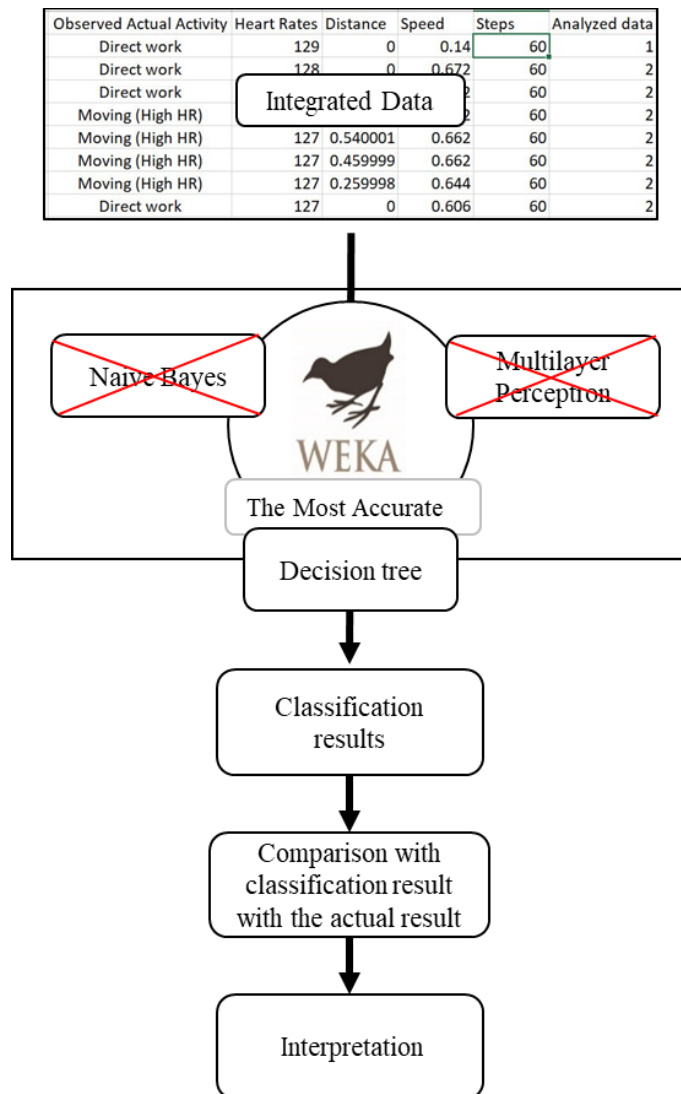 Observed Actual Activity Heart Rates Distance Speed Steps Analyzed data
Direct work 129 0 0.14 60 1
Direct work 128 0 0.672 60 2
Direct work 2 60 2
Moving (High HR) 2 60 2
Integrated Data
Moving (High HR) 127 0.540001 0.662 60 2
Moving (High HR) 127 0.459999 0.662 60 2
Moving (High HR) 127 0.259998 0.644 60 2
Direct work 127 0 0.606 60 2
Naive Bayes
Multilayer
Perceptron
WEKA
The Most Accurate
Decision tree
Classification
results
Comparison with
classification result
with the actual result
Interpretation